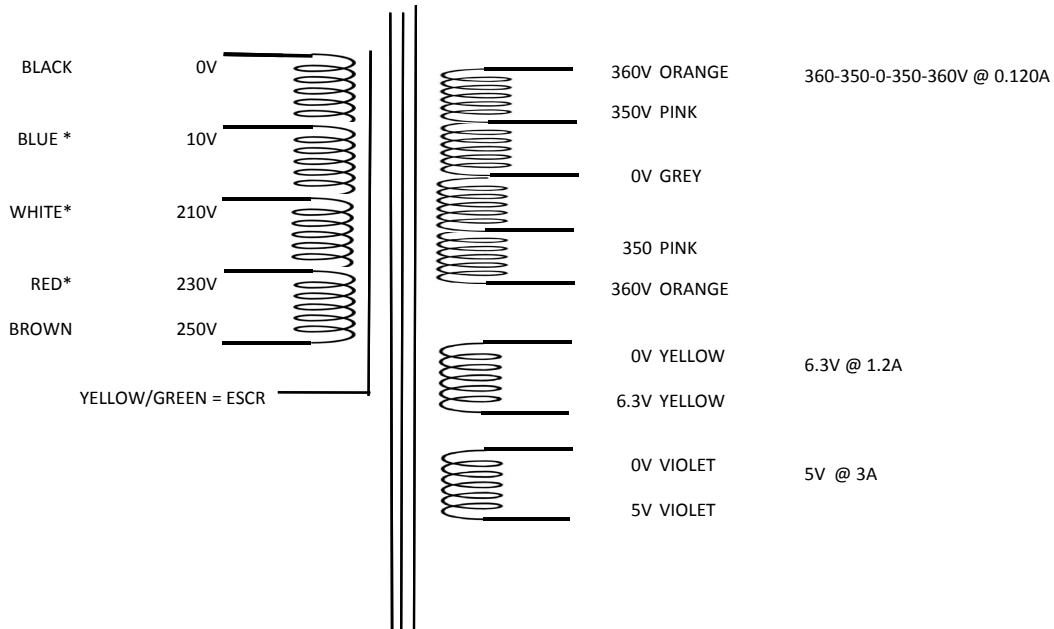 BLACK 0V
BLUE * 10V
WHITE* 210V
RED* 230V
BROWN 250V
YELLOW/GREEN = ESCR
360V ORANGE 360-350-0-350-360V @ 0.120A
350V PINK
0V GREY
350 PINK
360V ORANGE
0V YELLOW 6.3V @ 1.2A
6.3V YELLOW
0V VIOLET 5V @ 3A
5V VIOLET